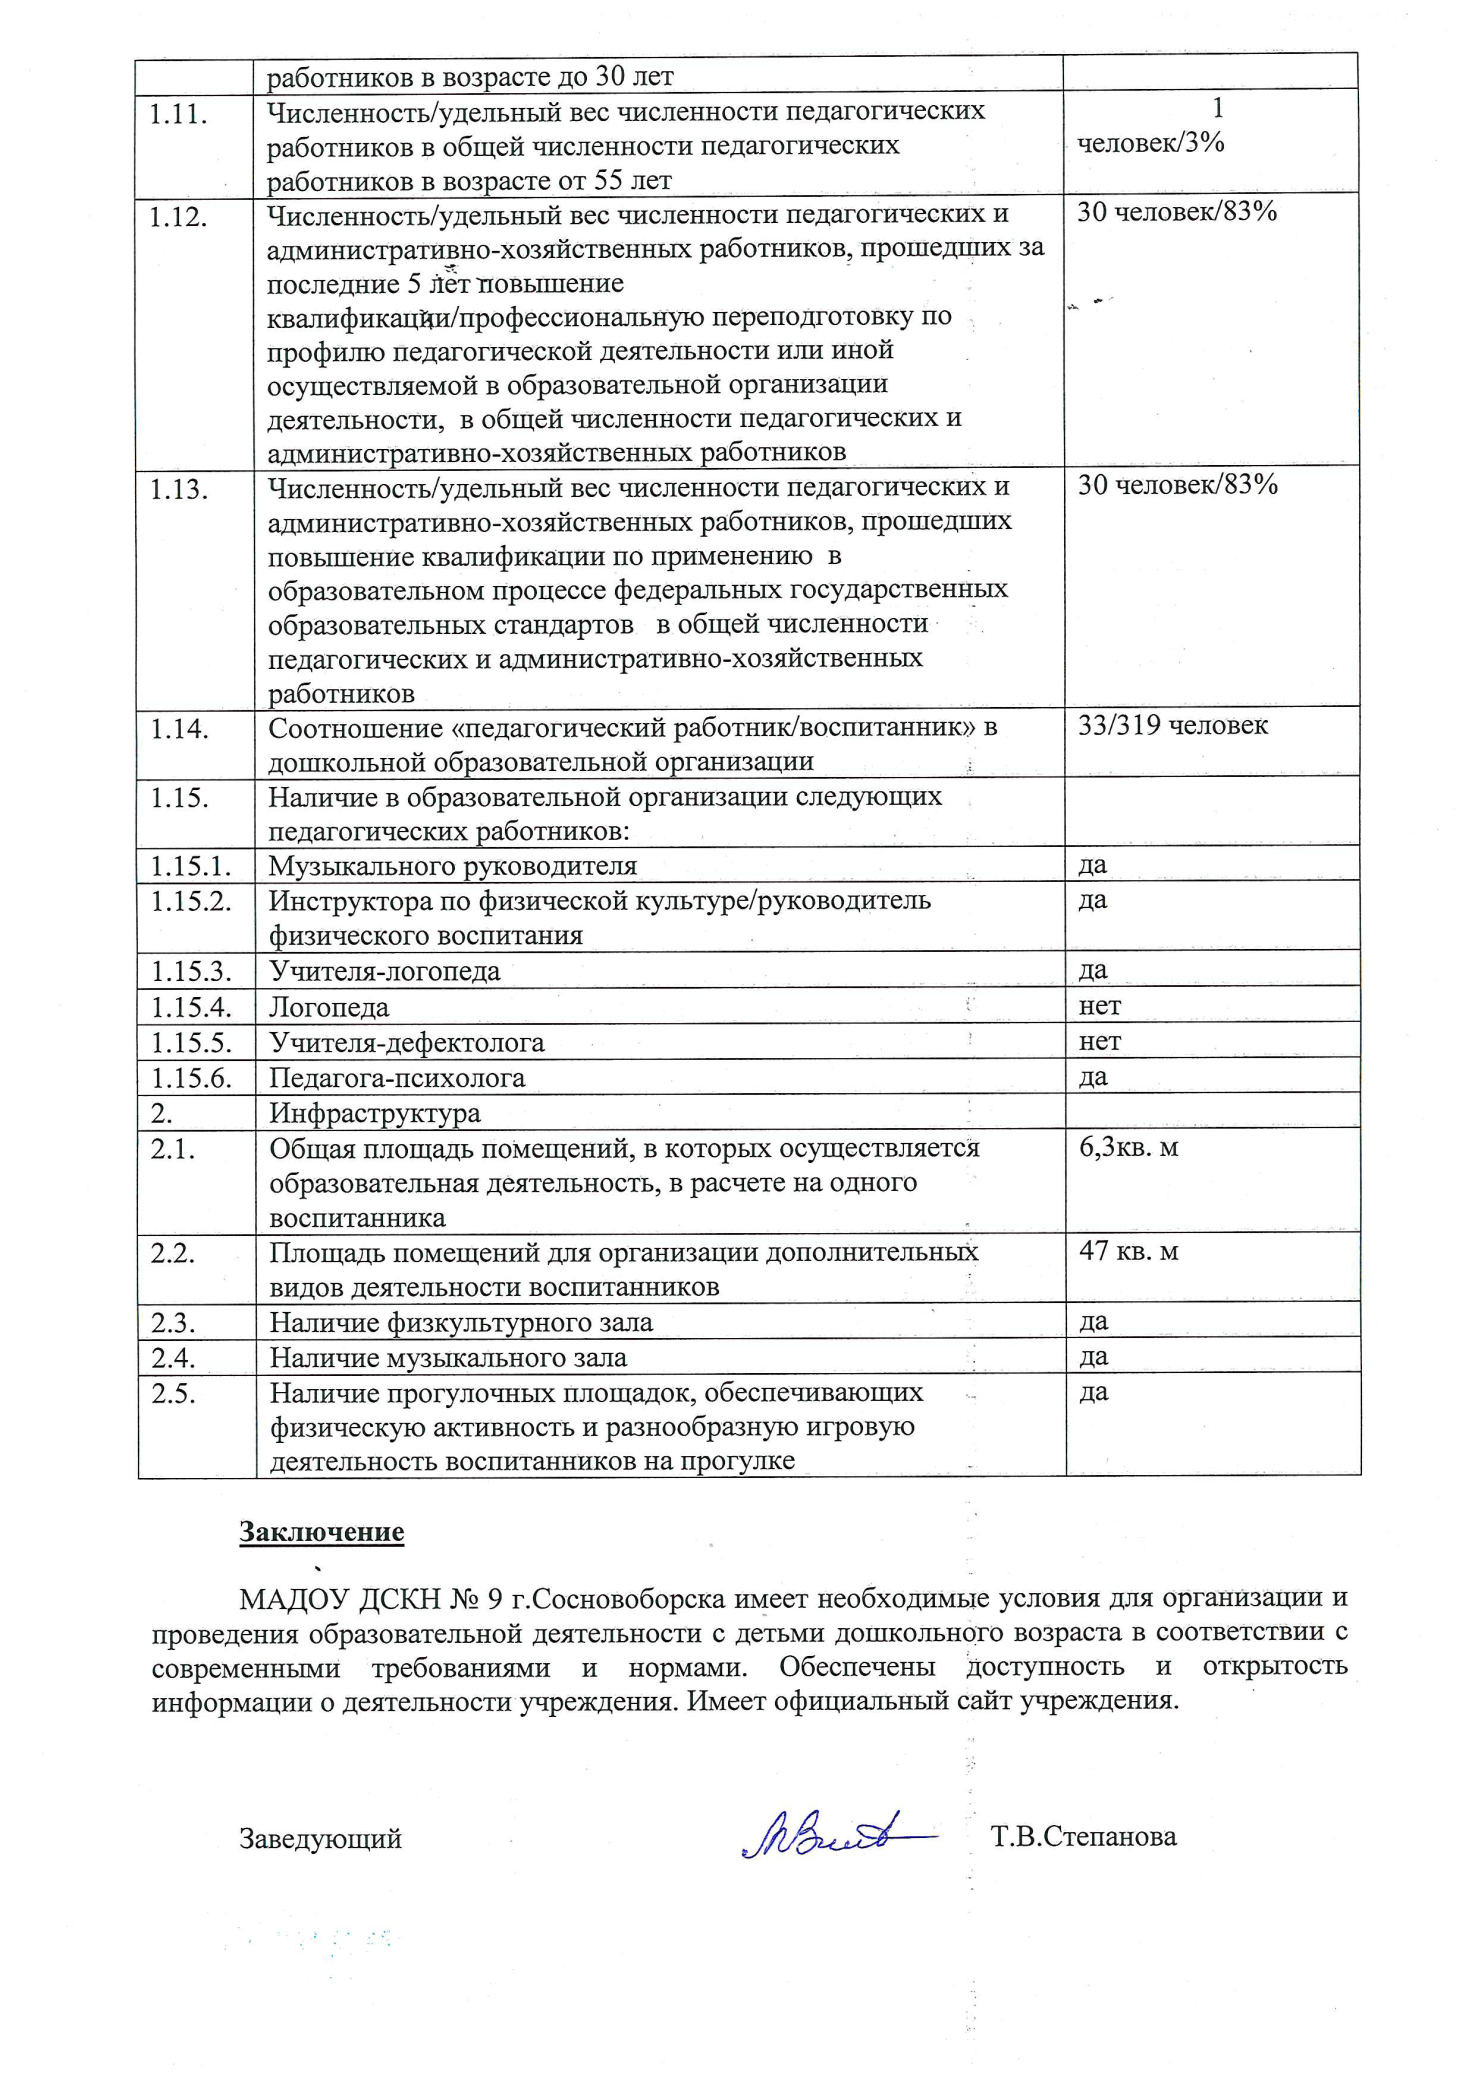 работников в возрасте до 30 лет
1.11. Численность/удельный вес численности педагогических 1
работников в общей численности педагогических человек/3%
работников в возрасте от 55 лет
1.12. Численность/удельный вес численности педагогических и 30 человек/83%
административно-хозяйственных работников, прошедших за
последние 5 лет повышение
квалификации/профессиональную переподготовку по
профилю педагогической деятельности или иной
осуществляемой в образовательной организации
деятельности, в общей численности педагогических и
административно-хозяйственных работников
1.13. Численность/удельный вес численности педагогических и 30 человек/83%
административно-хозяйственных работников, прошедших
повышение квалификации по применению в
образовательном процессе федеральных государственных
образовательных стандартов в общей численности
педагогических и административно-хозяйственных
работников
1.14. Соотношение «педагогический работник/воспитанник» в 33/319 человек
дошкольной образовательной организации
1.15. Наличие в образовательной организации следующих
педагогических работников:
1.15.1. Музыкального руководителя да
1.15.2. Инструктора по физической культуре/руководитель да
физического воспитания
1.15.3. Учителя-логопеда да
1.15.4. Логопеда нет
1.15.5. Учителя-дефектолога нет
1.15.6. Педагога-психолога да
2. Инфраструктура
2.1. Общая площадь помещений, в которых осуществляется 6,3кв. м
образовательная деятельность, в расчете на одного
воспитанника
2.2. Площадь помещений для организации дополнительных 47 кв. м
видов деятельности воспитанников
2.3. Наличие физкультурного зала да
2.4. Наличие музыкального зала да
2.5. Наличие прогулочных площадок, обеспечивающих да
физическую активность и разнообразную игровую
деятельность воспитанников на прогулке
Заключение
МАДОУ ДСКН № 9 г.Сосновоборска имеет необходимые условия для организации и
проведения образовательной деятельности с детьми дошкольного возраста в соответствии с
современными требованиями и нормами. Обеспечены доступность и открытость
информации о деятельности учреждения. Имеет официальный сайт учреждения.
Заведующий Т.В.Степанова